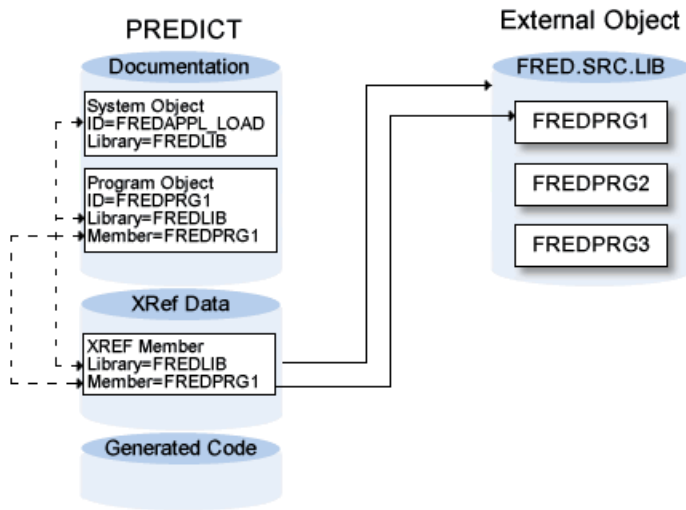 PREDICT
Documentation
System Object
ID=FREDAPPL_LOAD
Library=FREDLIB
Program Object
ID=FREDPRG1
Library=FREDLIB
Member=FREDPRG1
XRef Data
XREF Member
Library=FREDLIB
Member=FREDPRG1
Generated Code
External Object
FRED.SRC.LIB
FREDPRG1
FREDPRG2
FREDPRG3